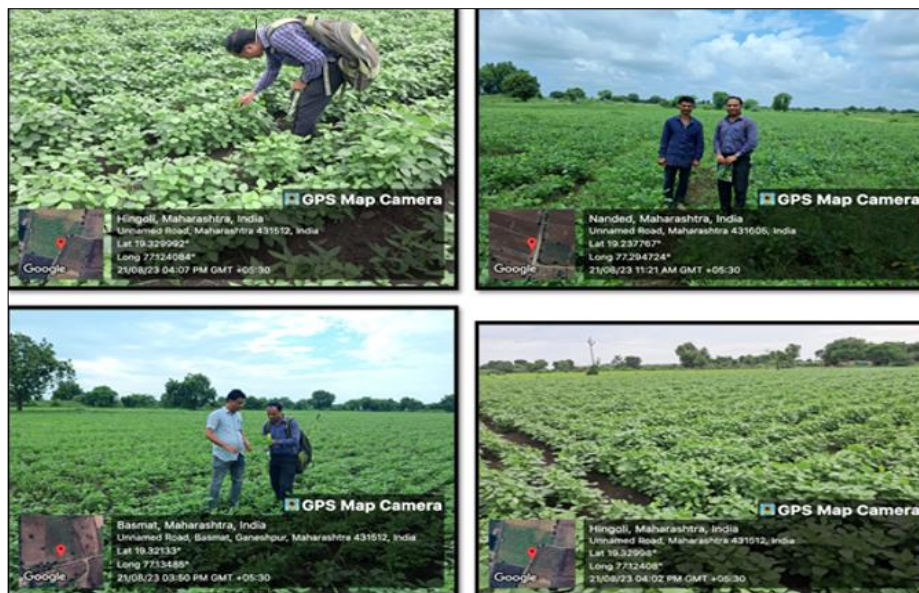 GPS Map Camera
Hingoli, Maharashtra, India
Unnamed Road, Maharashtra 431512, India
Lat 19.329992°
Long 77.124084°
21/08/23 04:07 PM GMT +05:30
Google
GPS Map Camera
Nanded, Maharashtra, India
Unnamed Road, Maharashtra 431605, India
Lat 19.237767°
Long 77.294724°
21/08/23 11:21 AM GMT +05:30
Google
GPS Map Camera
Basmat, Maharashtra, India
Unnamed Road, Basmat, Ganeshpur, Maharashtra 431512, India
Lat 19.32133°
Long 77.13485°
21/08/23 03:50 PM GMT +05:30
Google
GPS Map Camera
Hingoli, Maharashtra, India
Unnamed Road, Maharashtra 431512, India
Lat 19.32998°
Long 77.12408°
21/08/23 04:02 PM GMT +05:30
Google